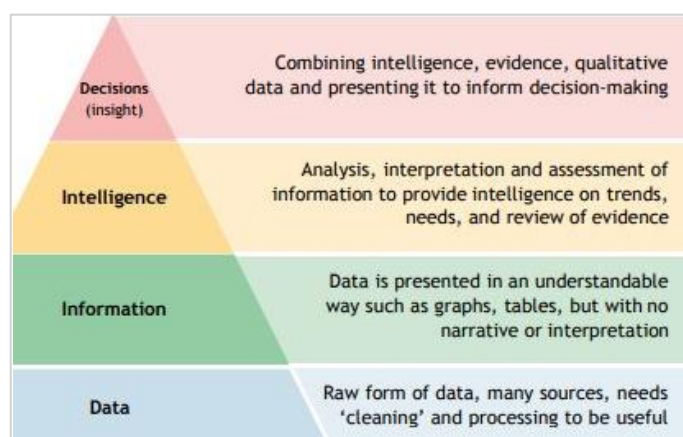 Decisions
(insight)
Combining intelligence, evidence, qualitative
data and presenting it to inform decision-making
Intelligence
Analysis, interpretation and assessment of
information to provide intelligence on trends,
needs, and review of evidence
Information
Data is presented in an understandable
way such as graphs, tables, but with no
narrative or interpretation
Data
Raw form of data, many sources, needs
‘cleaning’ and processing to be useful